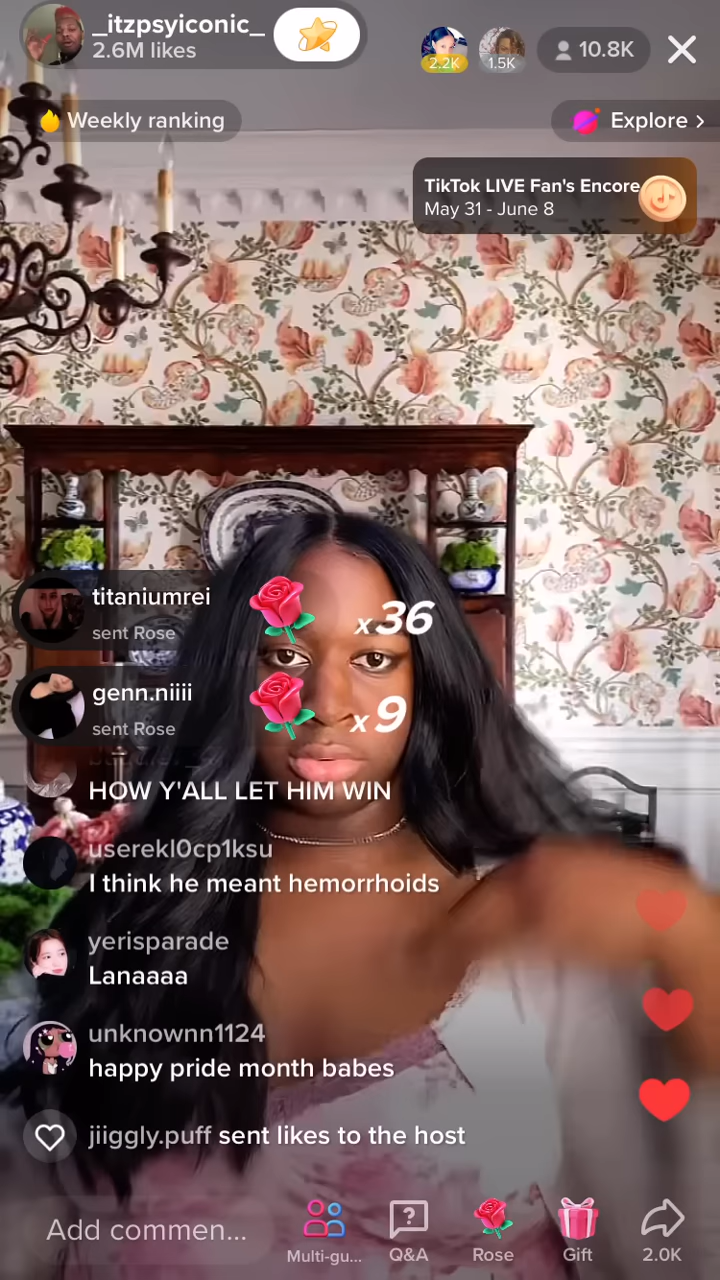 _itzpsyiconic_
2.6M likes
2.2K
1.5K
10.8K
Weekly ranking
Explore >
TikTok LIVE Fan's Encore
May 31 - June 8
titaniumrei
sent Rose
x36
genn.niiii
sent Rose
x9
HOW Y'ALL LET HIM WIN
userekl0cp1ksu
I think he meant hemorrhoids
yerisparade
Lanaaaa
unknownn1124
happy pride month babes
jiiggly.puff sent likes to the host
Add commen...
Multi-gu...
Q&A
Rose
Gift
2.0K